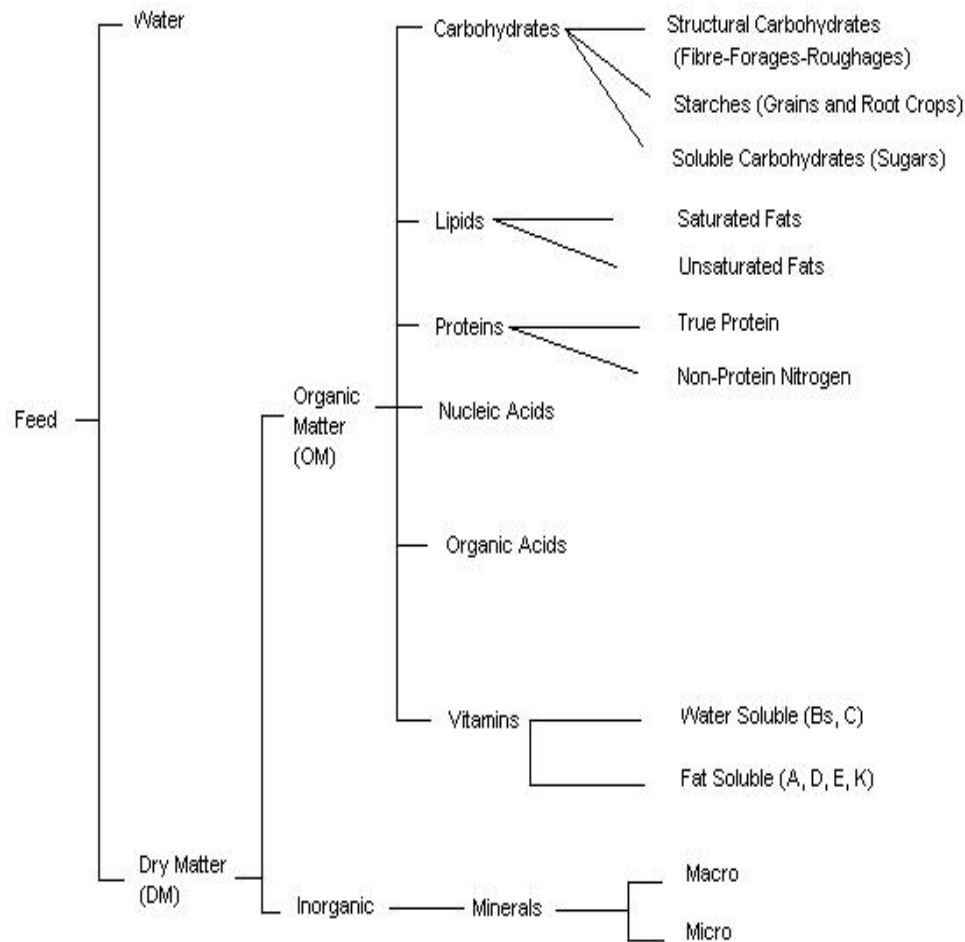 Water
Carbohydrates
Structural Carbohydrates
(Fibre-Forages-Roughages)
Starches (Grains and Root Crops)
Soluble Carbohydrates (Sugars)
Lipids
Saturated Fats
Unsaturated Fats
Proteins
True Protein
Non-Protein Nitrogen
Feed
Organic
Matter
(OM)
Nucleic Acids
Organic Acids
Vitamins
Water Soluble (Bs, C)
Fat Soluble (A, D, E, K)
Dry Matter
(DM)
Inorganic
Minerals
Macro
Micro